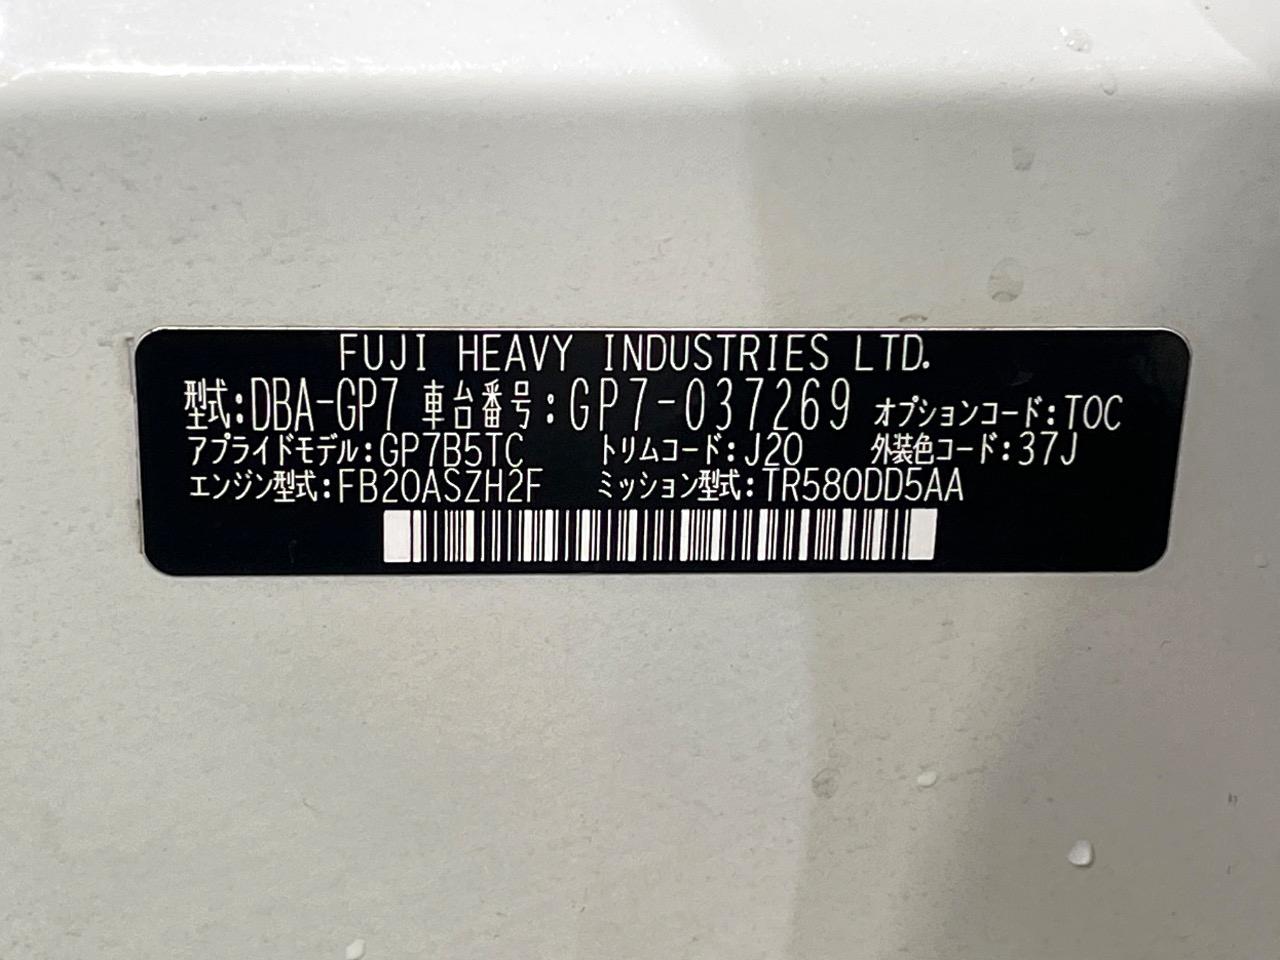 FUJI HEAVY INDUSTRIES LTD.
型式:DBA-GP7 車台番号:GP7-037269 オプションコード:TOC
アプライドモデル:GP7B5TC トリムコード:J20 外装色コード:37J
エンジン型式:FB20ASZH2F ミッション型式:TR580DD5AA